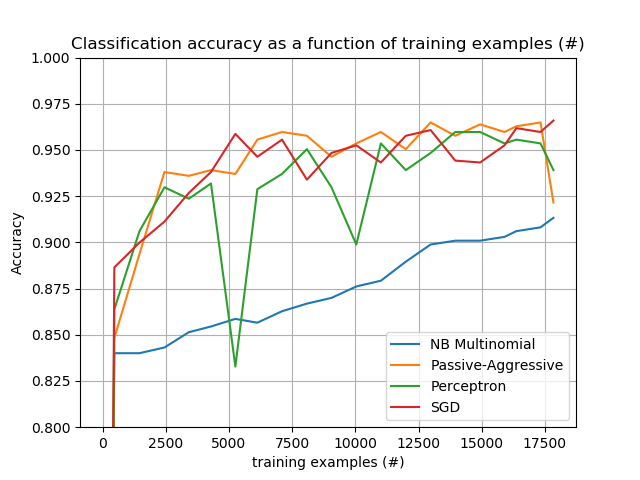 Classification accuracy as a function of training examples (#)
1.000
0.975
0.950
0.925
0.900
0.875
0.850
0.825
0.800
Accuracy
NB Multinomial
Passive-Aggressive
Perceptron
SGD
0 2500 5000 7500 10000 12500 15000 17500
training examples (#)